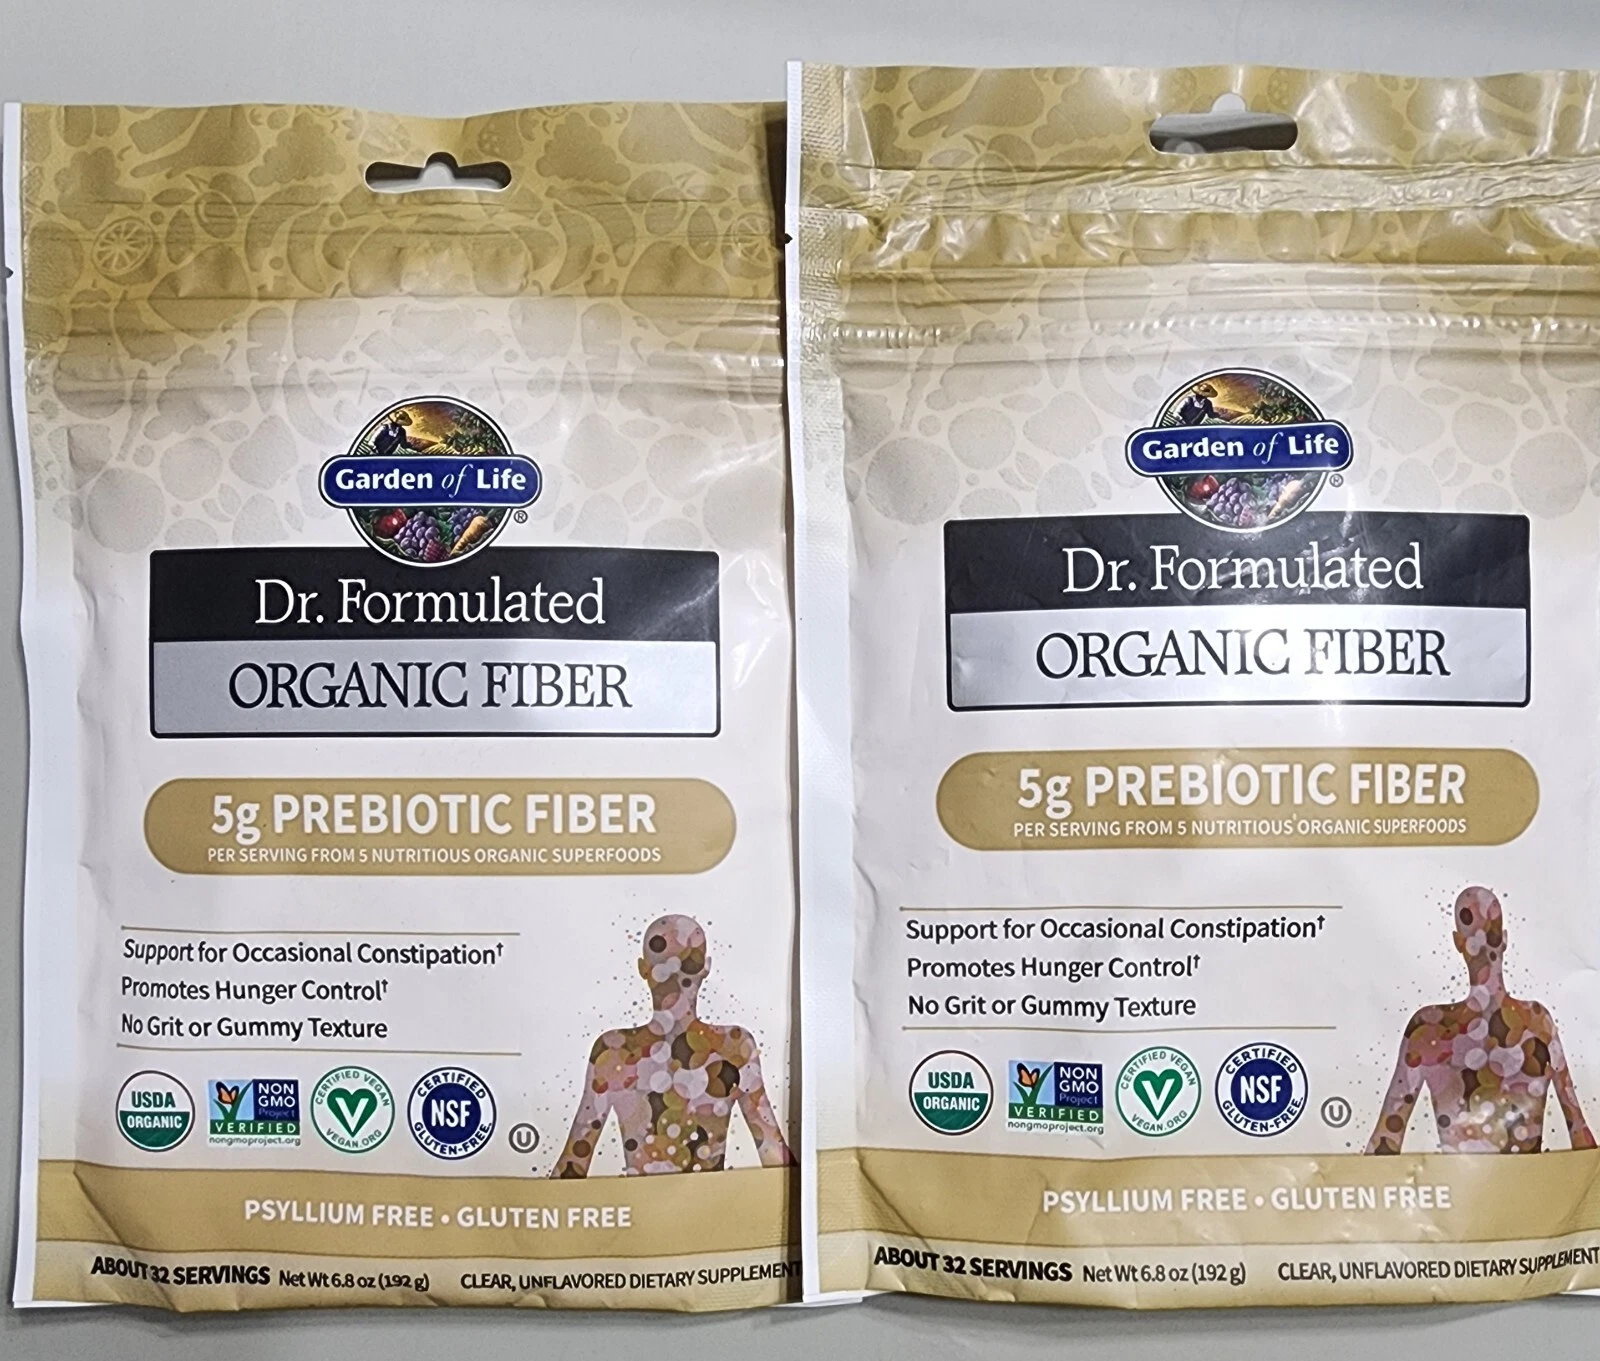 Garden of Life
®
Dr. Formulated
ORGANIC FIBER
5g PREBIOTIC FIBER
PER SERVING FROM 5 NUTRITIOUS ORGANIC SUPERFOODS
Support for Occasional Constipation†
Promotes Hunger Control†
No Grit or Gummy Texture
USDA
ORGANIC
NON
GMO
Project
VERIFIED
nongmoproject.org
CERTIFIED VEGAN
V
VEGAN.ORG
CERTIFIED
NSF
GLUTEN-FREE
U
PSYLLIUM FREE • GLUTEN FREE
ABOUT 32 SERVINGS Net Wt 6.8 oz (192 g) CLEAR, UNFLAVORED DIETARY SUPPLEMENT
Garden of Life
®
Dr. Formulated
ORGANIC FIBER
5g PREBIOTIC FIBER
PER SERVING FROM 5 NUTRITIOUS ORGANIC SUPERFOODS
Support for Occasional Constipation†
Promotes Hunger Control†
No Grit or Gummy Texture
USDA
ORGANIC
NON
GMO
Project
VERIFIED
nongmoproject.org
CERTIFIED VEGAN
V
VEGAN.ORG
CERTIFIED
NSF
GLUTEN-FREE
U
PSYLLIUM FREE • GLUTEN FREE
ABOUT 32 SERVINGS Net Wt 6.8 oz (192 g) CLEAR, UNFLAVORED DIETARY SUPPLEMENT